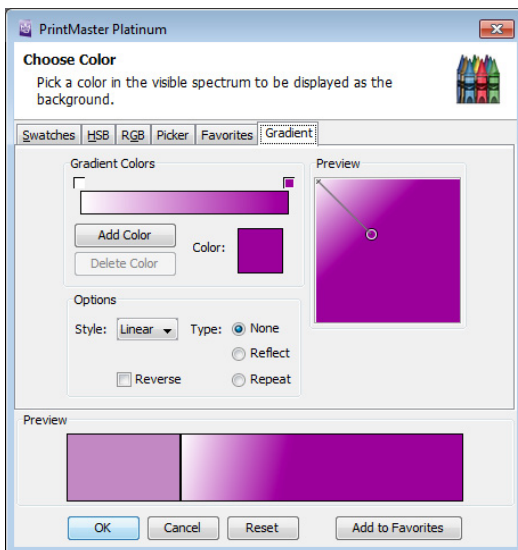 PrintMaster Platinum
Choose Color
Pick a color in the visible spectrum to be displayed as the
background.
Swatches HSB RGB Picker Favorites Gradient
Gradient Colors
Preview
Add Color
Color:
Delete Color
Options
Style: Linear Type: None
Reflect
Reverse Repeat
Preview
OK Cancel Reset Add to Favorites